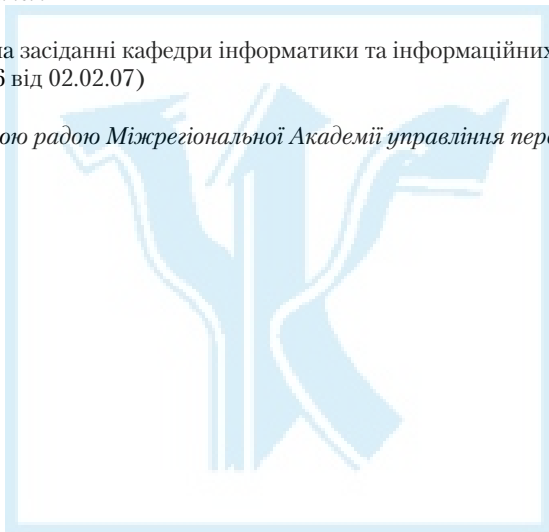 на засіданні кафедри інформатики та інформаційних
6 від 02.02.07)
ою радою Міжрегіональної Академії управління пер